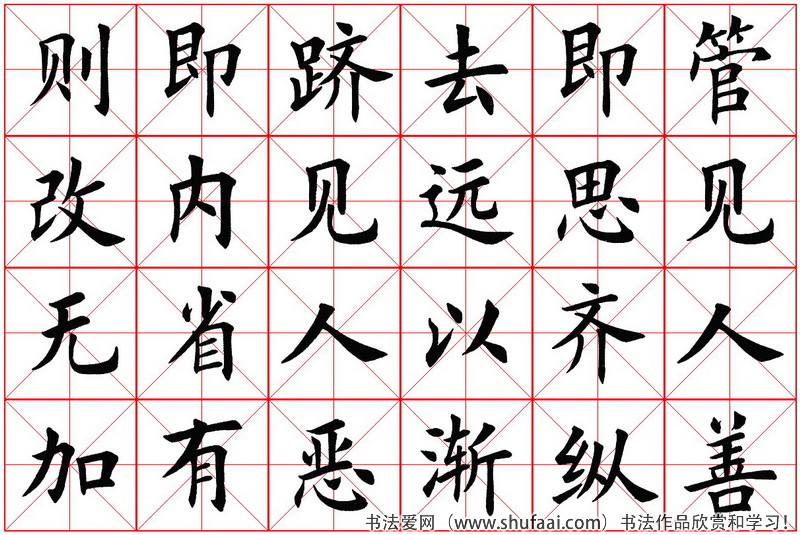 管见人善
即思齐纵
去远以渐
跻见人恶
即内省有
则改无加
书法爱网（www.shufaai.com）书法作品欣赏和学习！